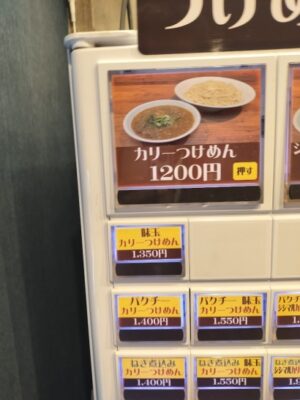 つけめ
カリーつけめん
1200円 押す
味玉
カリーつけめん
1.350円
パクチー
カリーつけめん
1.400円
パクチー 味玉
カリーつけめん
1.550円
ねぎ煮込み
カリーつけめん
1.400円
ねぎ煮込み 味玉
カリーつけめん
1.550円